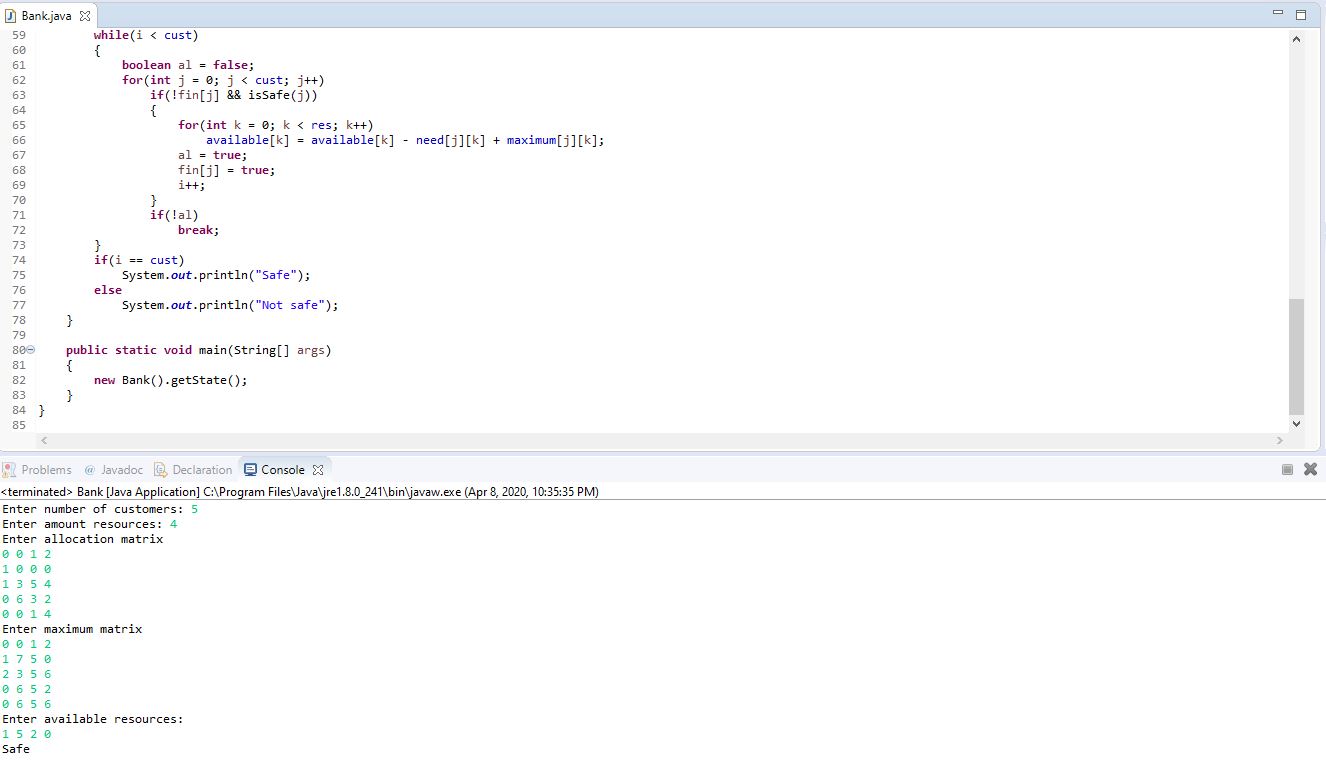 Bank.java
59 while(i < cust)
60 {
61 boolean al = false;
62 for(int j = 0; j < cust; j++)
63 if(!fin[j] && isSafe(j))
64 {
65 for(int k = 0; k < res; k++)
66 available[k] = available[k] - need[j][k] + maximum[j][k];
67 al = true;
68 fin[j] = true;
69 i++;
70 }
71 if(!al)
72 break;
73 }
74 if(i == cust)
75 System.out.println("Safe");
76 else
77 System.out.println("Not safe");
78 }
79
80 public static void main(String[] args)
81 {
82 new Bank().getState();
83 }
84 }
85
Problems @ Javadoc Declaration Console
<terminated> Bank [Java Application] C:\Program Files\Java\jre1.8.0_241\bin\javaw.exe (Apr 8, 2020, 10:35:35 PM)
Enter number of customers: 5
Enter amount resources: 4
Enter allocation matrix
0 0 1 2
1 0 0 0
1 3 5 4
0 6 3 2
0 0 1 4
Enter maximum matrix
0 0 1 2
1 7 5 0
2 3 5 6
0 6 5 2
0 6 5 6
Enter available resources:
1 5 2 0
Safe